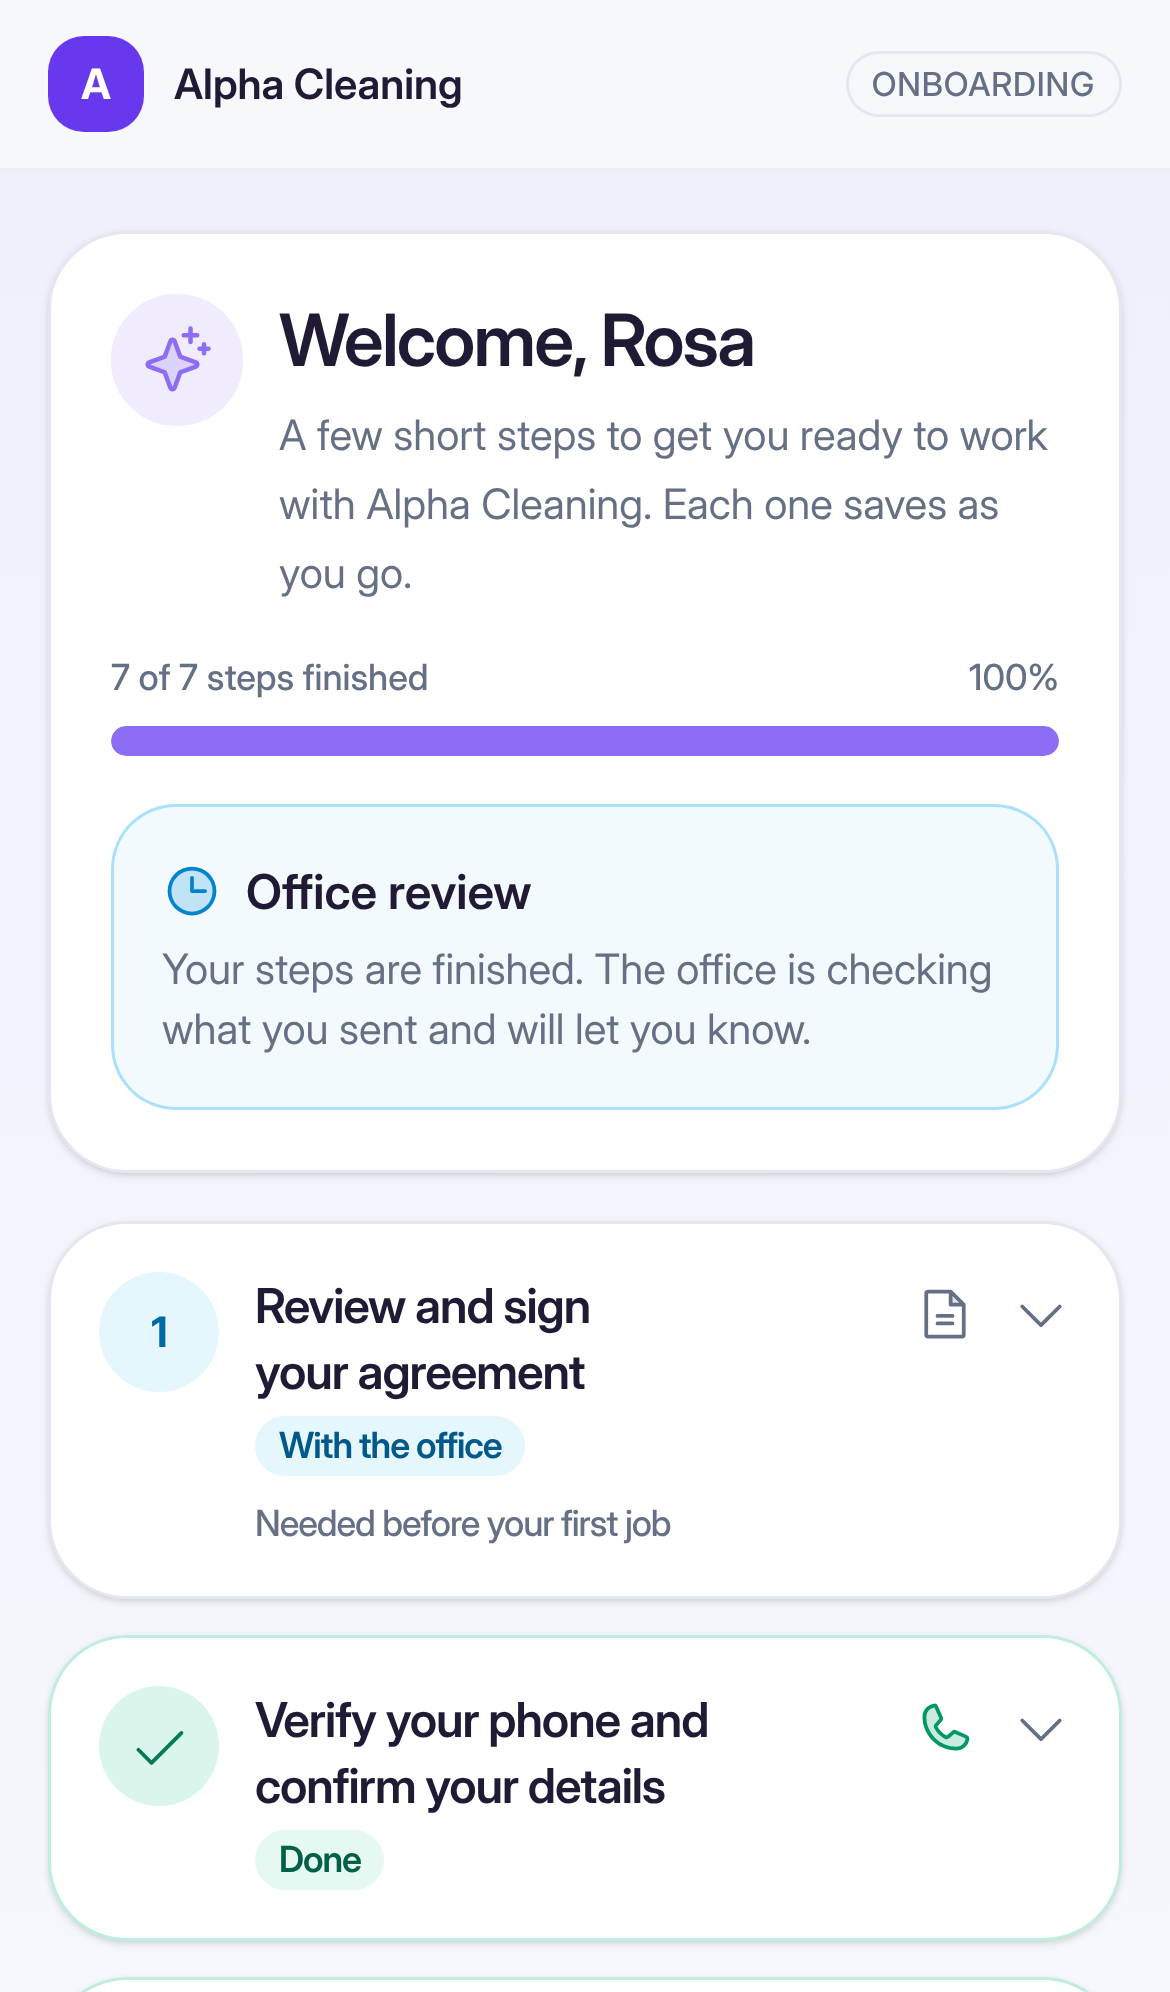 A
Alpha Cleaning
ONBOARDING
Welcome, Rosa
A few short steps to get you ready to work
with Alpha Cleaning. Each one saves as
you go.
7 of 7 steps finished
100%
Office review
Your steps are finished. The office is checking
what you sent and will let you know.
1
Review and sign
your agreement
With the office
Needed before your first job
Verify your phone and
confirm your details
Done